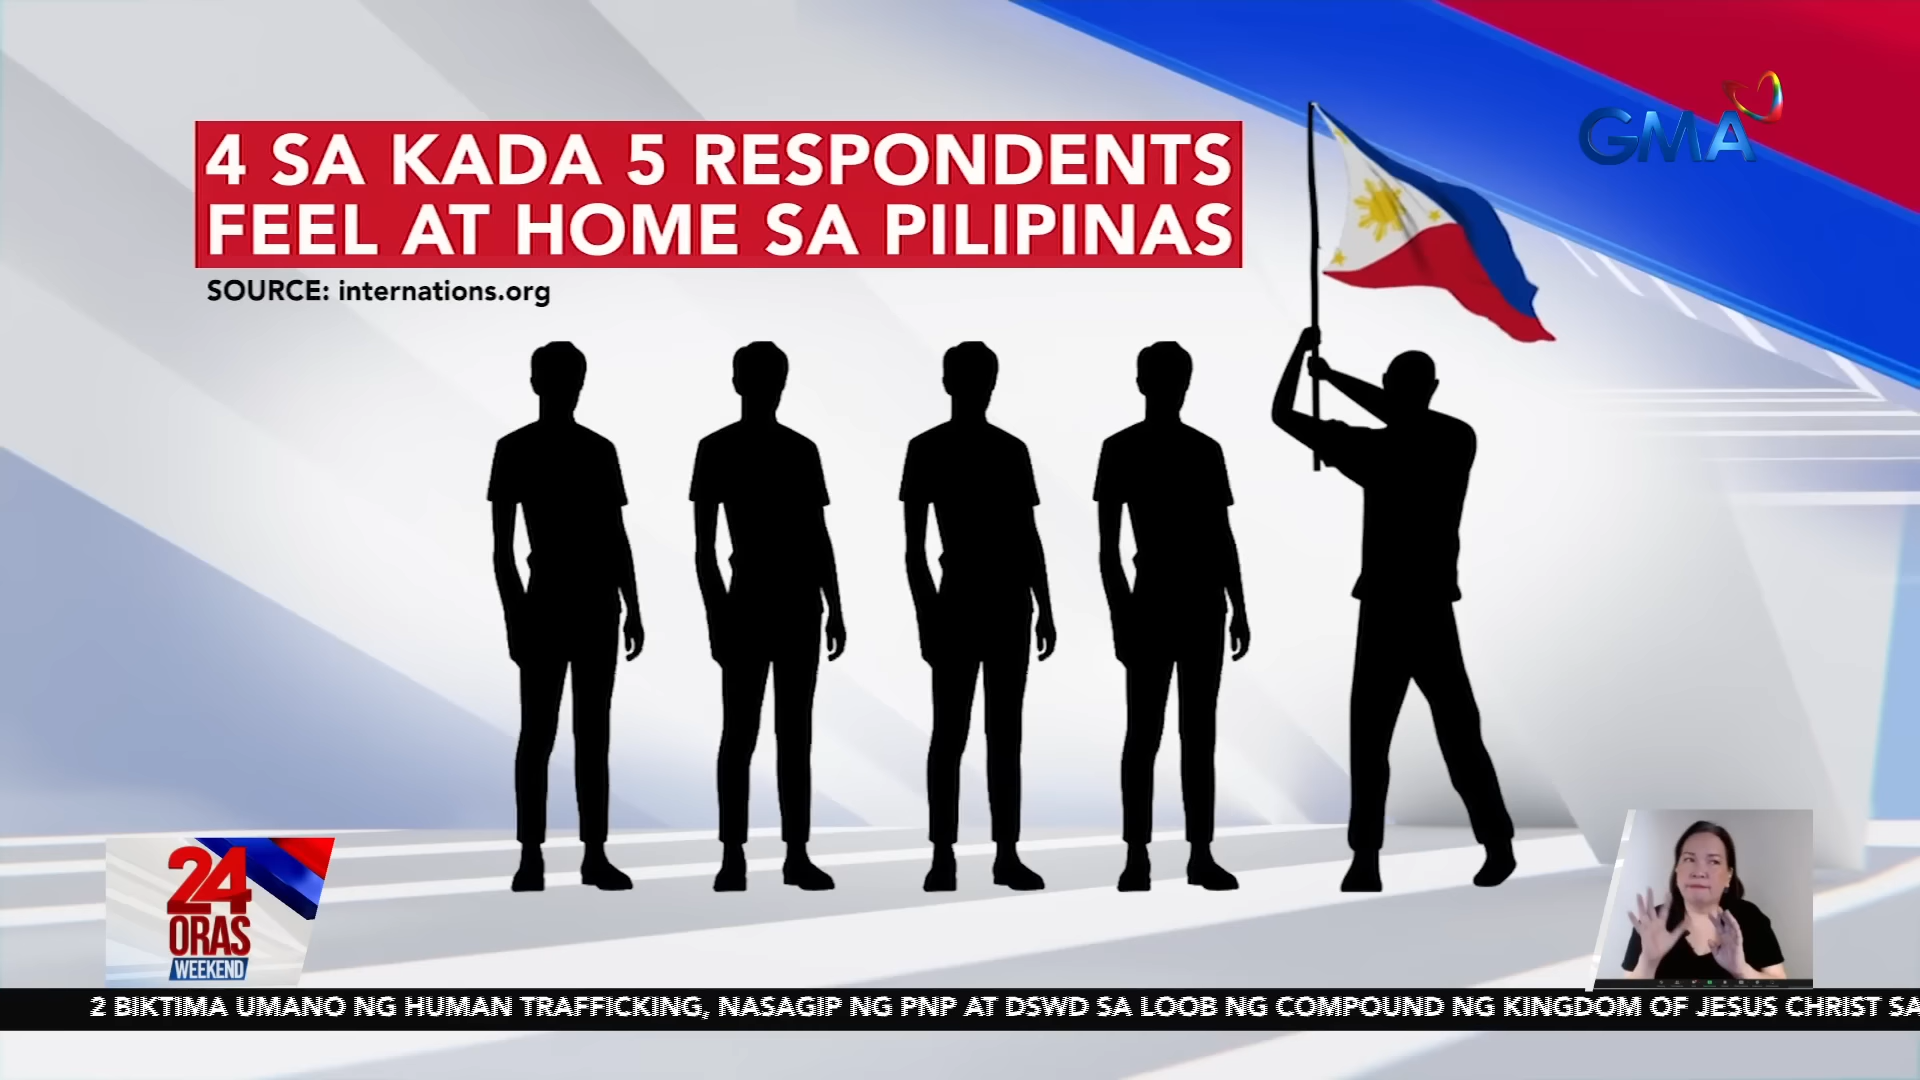 GMA
4 SA KADA 5 RESPONDENTS
FEEL AT HOME SA PILIPINAS
SOURCE: internations.org
24
ORAS
WEEKEND
2 BIKTIMA UMANO NG HUMAN TRAFFICKING, NASAGIP NG PNP AT DSWD SA LOOB NG COMPOUND NG KINGDOM OF JESUS CHRIST SA